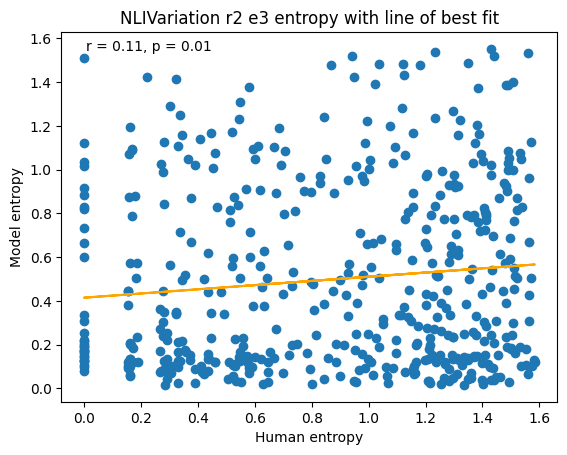 NLIVariation r2 e3 entropy with line of best fit
r = 0.11, p = 0.01
1.6
1.4
1.2
1.0
0.8
0.6
0.4
0.2
0.0
Model entropy
0.0 0.2 0.4 0.6 0.8 1.0 1.2 1.4 1.6
Human entropy